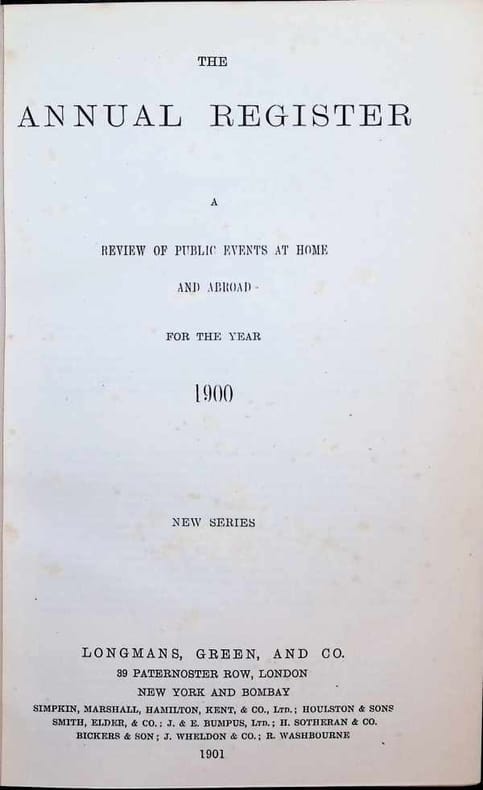 THE
ANNUAL REGISTER
A
REVIEW OF PUBLIC EVENTS AT HOME
AND ABROAD
FOR THE YEAR
1900
NEW SERIES
LONGMANS, GREEN, AND CO.
39 PATERNOSTER ROW, LONDON
NEW YORK AND BOMBAY
SIMPKIN, MARSHALL, HAMILTON, KENT, & CO., LTD.; HOULSTON & SONS
SMITH, ELDER, & CO.; J. & E. BUMPUS, LTD.; H. SOTHERAN & CO.
BICKERS & SON; J. WHELDON & CO.; R. WASHBOURNE
1901